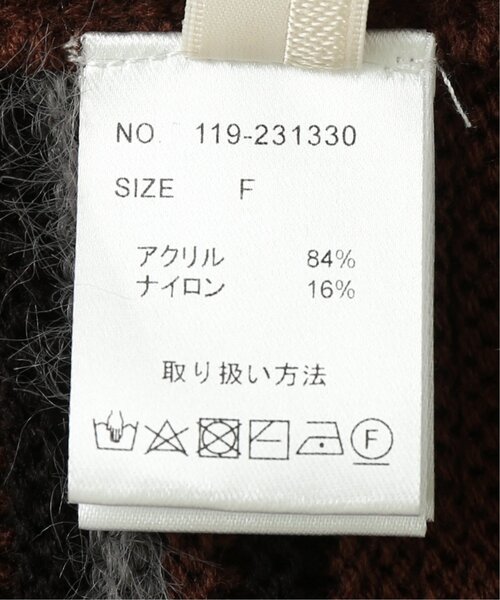 NO. 119-231330
SIZE F
アクリル 84%
ナイロン 16%
取り扱い方法
F